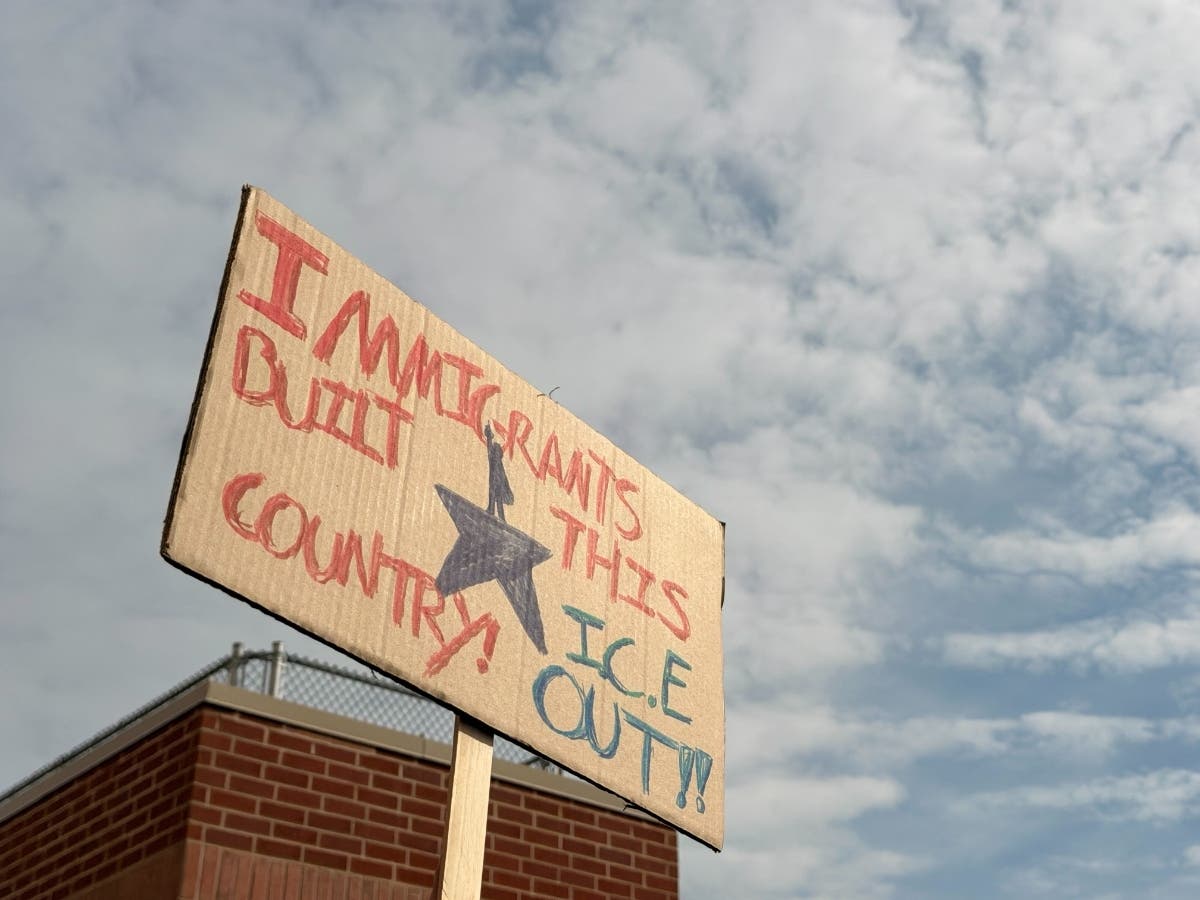 IMMIGRANTS
BUILT THIS
COUNTRY!
I.C.E
OUT!!